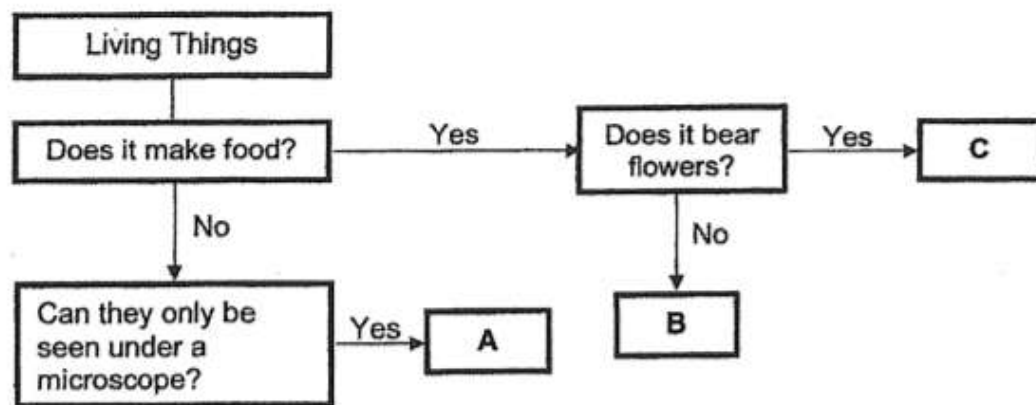 Living Things
Does it make food?
Yes
Does it bear
flowers?
Yes
C
No
No
Can they only be
seen under a
microscope?
Yes
A
B